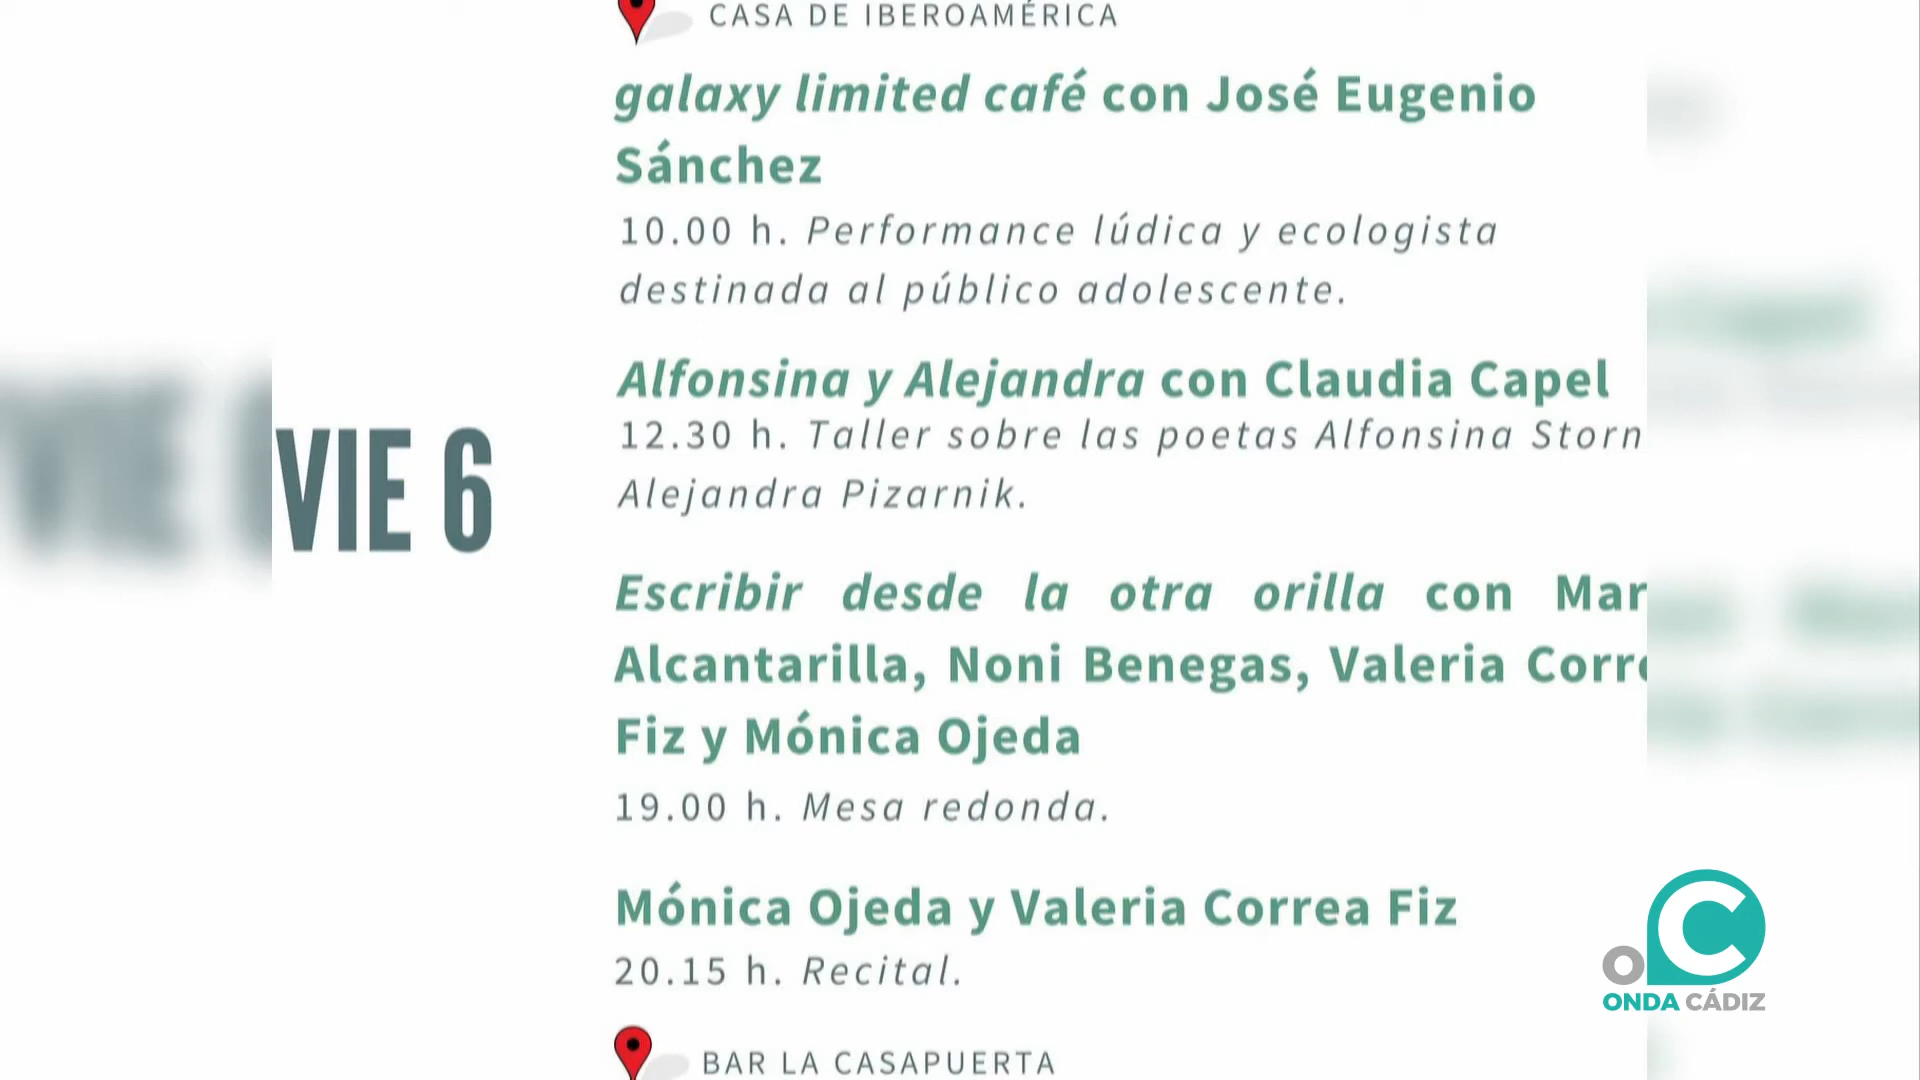 CASA DE IBEROAMÉRICA
galaxy limited café con José Eugenio
Sánchez
10.00 h. Performance lúdica y ecologista
destinada al público adolescente.
Alfonsina y Alejandra con Claudia Capel
12.30 h. Taller sobre las poetas Alfonsina Storn
Alejandra Pizarnik.
VIE 6
Escribir desde la otra orilla con Mar
Alcantarilla, Noni Benegas, Valeria Corre
Fiz y Mónica Ojeda
19.00 h. Mesa redonda.
Mónica Ojeda y Valeria Correa Fiz
20.15 h. Recital.
BAR LA CASAPUERTA
OC
ONDA CÁDIZ